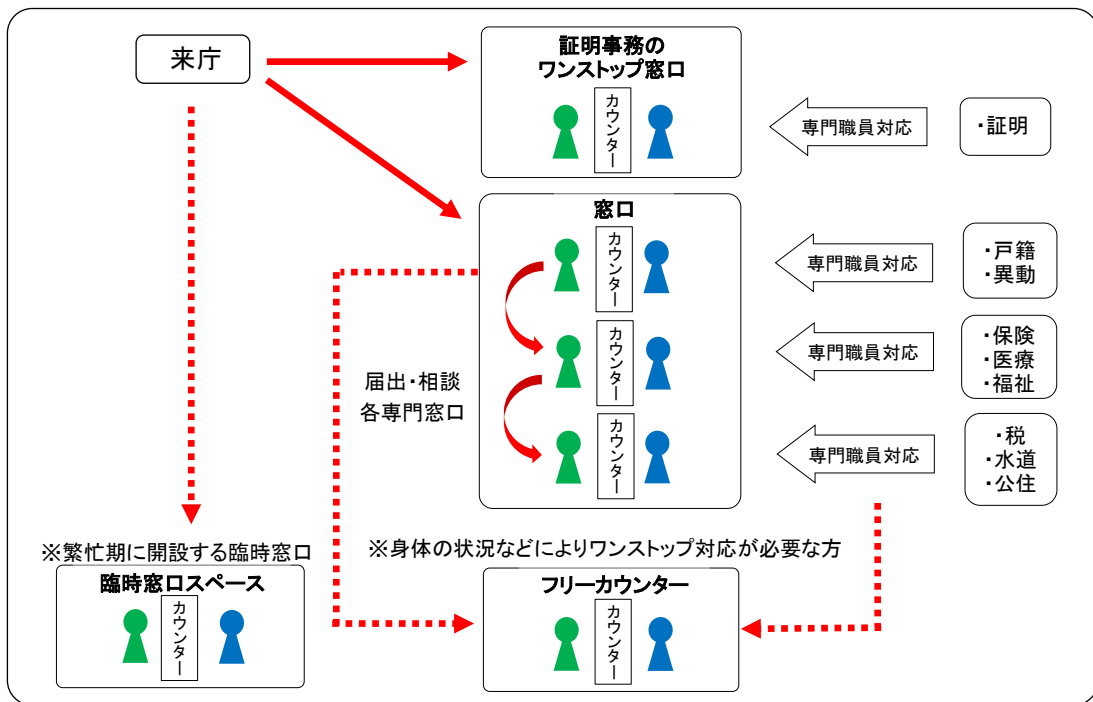 来庁
証明事務の
ワンストップ窓口
カウンター
専門職員対応
・証明
窓口
カウンター
専門職員対応
・戸籍
・異動
カウンター
専門職員対応
・保険
・医療
・福祉
届出・相談
各専門窓口
カウンター
専門職員対応
・税
・水道
・公住
※繁忙期に開設する臨時窓口
臨時窓口スペース
カウンター
※身体の状況などによりワンストップ対応が必要な方
フリーカウンター
カウンター